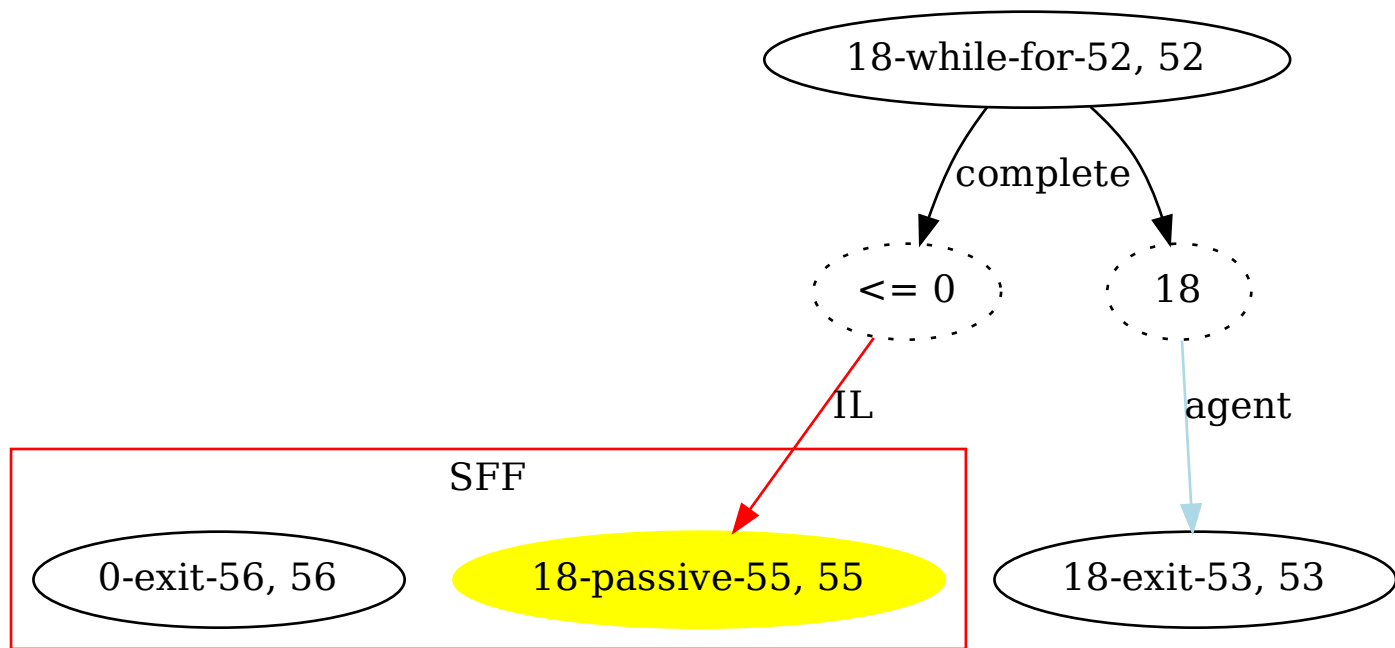 18-while-for-52, 52
complete
<= 0
18
IL
agent
SFF
0-exit-56, 56
18-passive-55, 55
18-exit-53, 53